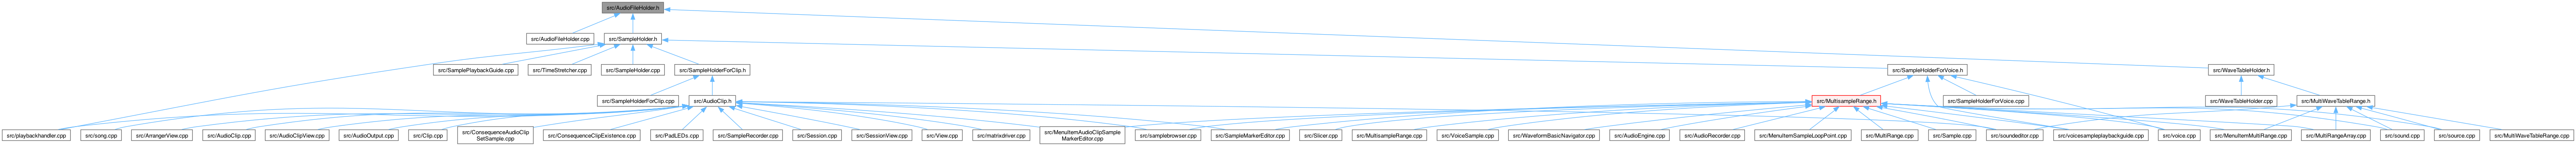 src/AudioFileHolder.h
src/AudioFileHolder.cpp
src/SampleHolder.h
src/SamplePlaybackGuide.cpp
src/TimeStretcher.cpp
src/SampleHolder.cpp
src/SampleHolderForClip.h
src/SampleHolderForVoice.h
src/WaveTableHolder.h
src/SampleHolderForClip.cpp
src/AudioClip.h
src/MultisampleRange.h
src/SampleHolderForVoice.cpp
src/WaveTableHolder.cpp
src/MultiWaveTableRange.h
src/playbackhandler.cpp
src/song.cpp
src/ArrangerView.cpp
src/AudioClip.cpp
src/AudioClipView.cpp
src/AudioOutput.cpp
src/Clip.cpp
src/ConsequenceAudioClip
SetSample.cpp
src/ConsequenceClipExistence.cpp
src/PadLEDs.cpp
src/SampleRecorder.cpp
src/Session.cpp
src/SessionView.cpp
src/View.cpp
src/matrixdriver.cpp
src/MenuItemAudioClipSample
MarkerEditor.cpp
src/samplebrowser.cpp
src/SampleMarkerEditor.cpp
src/Slicer.cpp
src/MultisampleRange.cpp
src/VoiceSample.cpp
src/WaveformBasicNavigator.cpp
src/AudioEngine.cpp
src/AudioRecorder.cpp
src/MenuItemSampleLoopPoint.cpp
src/MultiRange.cpp
src/Sample.cpp
src/soundeditor.cpp
src/voicesampleplaybackguide.cpp
src/voice.cpp
src/MenuItemMultiRange.cpp
src/MultiRangeArray.cpp
src/sound.cpp
src/source.cpp
src/MultiWaveTableRange.cpp